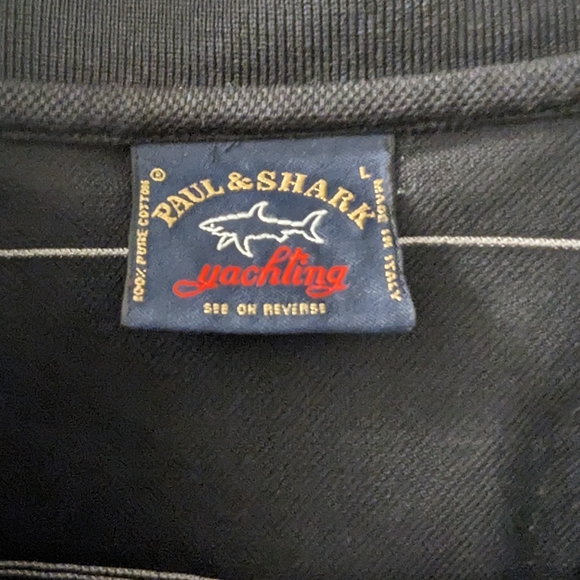 PAUL & SHARK
yachting
SEE ON REVERSE
100% PURE COTTON
©
L
MADE IN ITALY